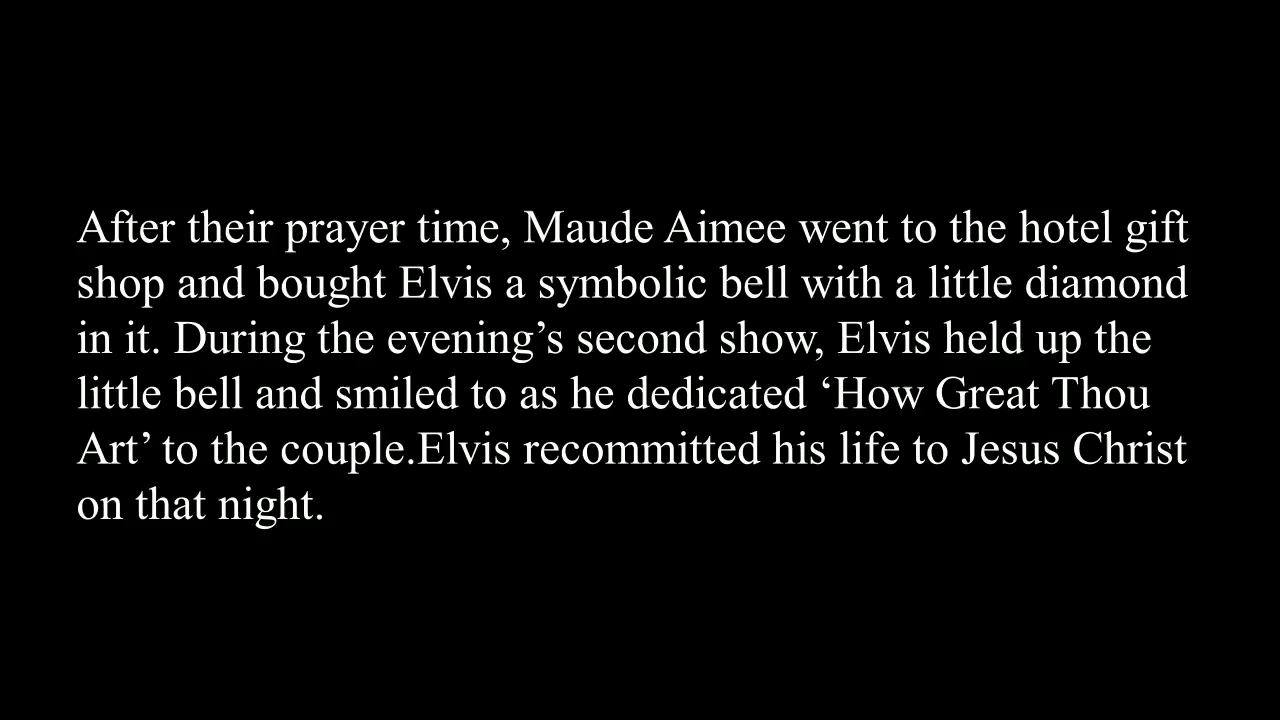 After their prayer time, Maude Aimee went to the hotel gift
shop and bought Elvis a symbolic bell with a little diamond
in it. During the evening’s second show, Elvis held up the
little bell and smiled to as he dedicated ‘How Great Thou
Art’ to the couple.Elvis recommitted his life to Jesus Christ
on that night.